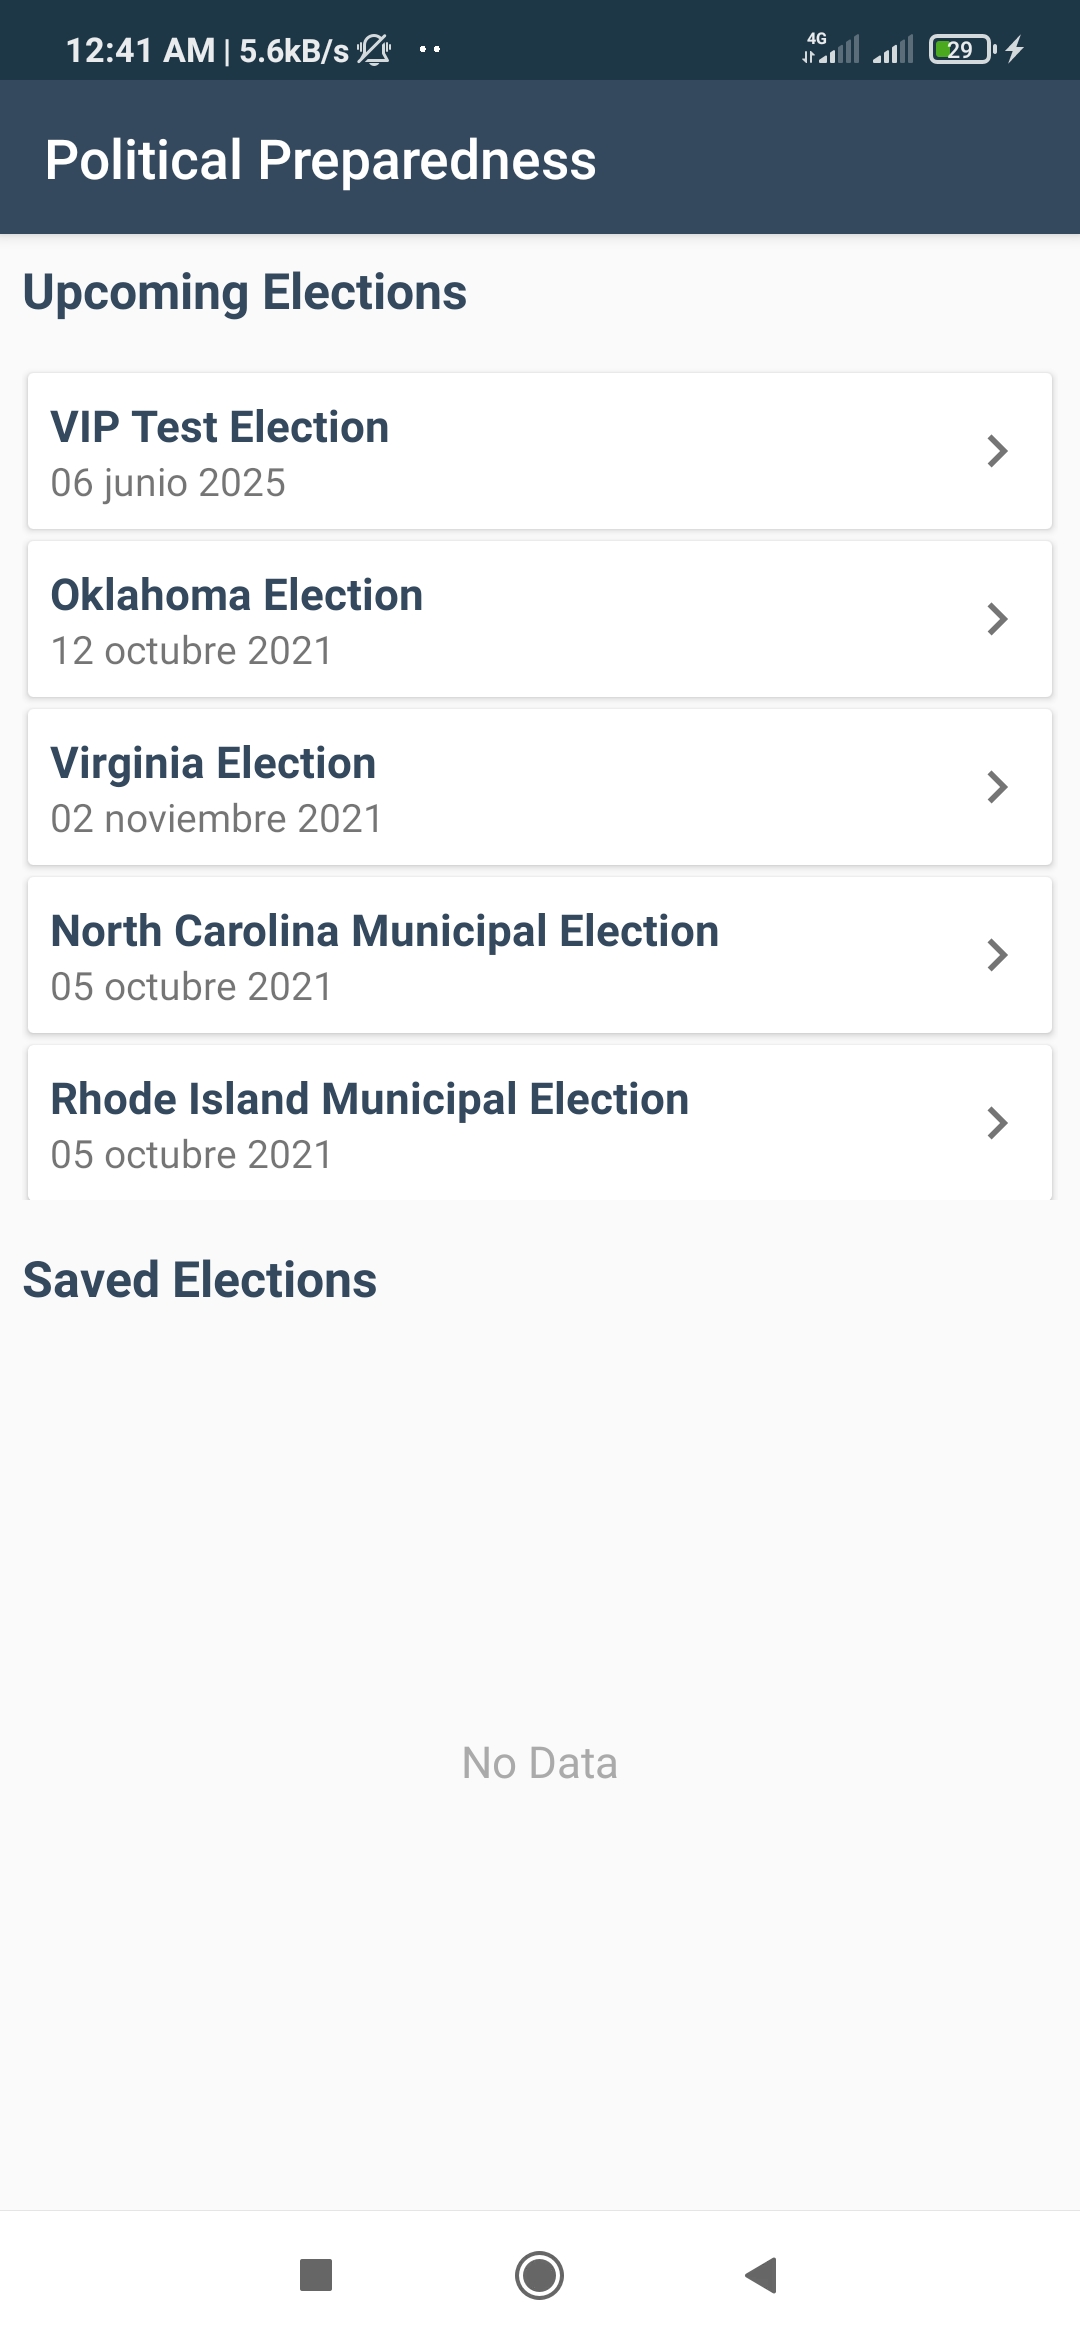 12:41 AM | 5.6kB/s
4G
29
Political Preparedness
Upcoming Elections
VIP Test Election
06 junio 2025
Oklahoma Election
12 octubre 2021
Virginia Election
02 noviembre 2021
North Carolina Municipal Election
05 octubre 2021
Rhode Island Municipal Election
05 octubre 2021
Saved Elections
No Data